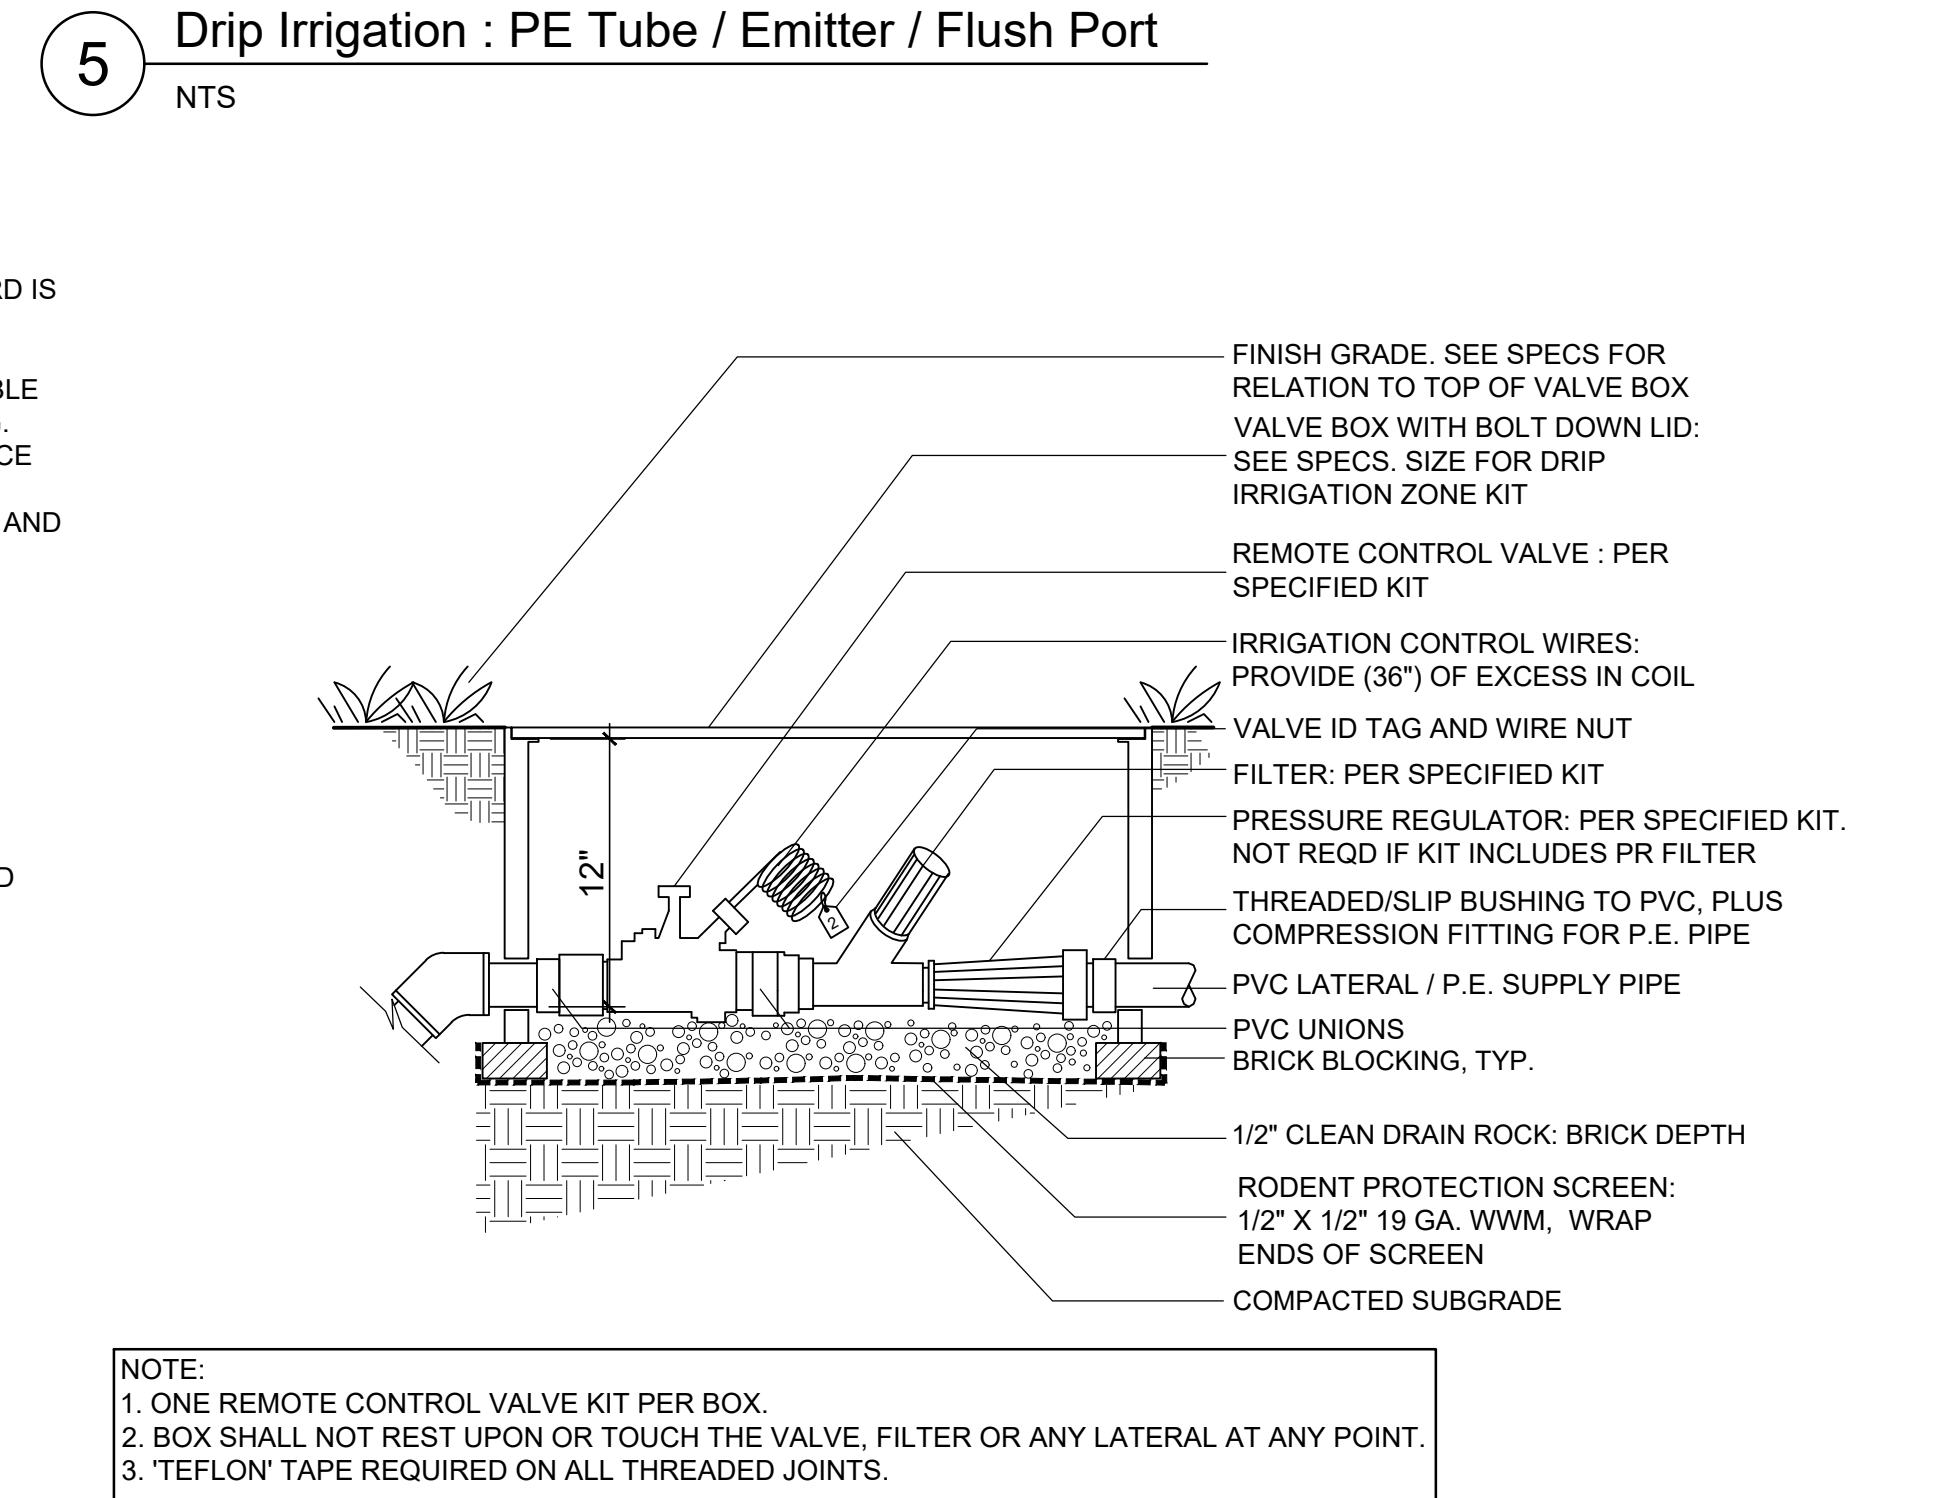 5
Drip Irrigation : PE Tube / Emitter / Flush Port
NTS
RD IS
BLE
CE
AND
D
FINISH GRADE. SEE SPECS FOR
RELATION TO TOP OF VALVE BOX
VALVE BOX WITH BOLT DOWN LID:
SEE SPECS. SIZE FOR DRIP
IRRIGATION ZONE KIT
REMOTE CONTROL VALVE : PER
SPECIFIED KIT
IRRIGATION CONTROL WIRES:
PROVIDE (36") OF EXCESS IN COIL
VALVE ID TAG AND WIRE NUT
FILTER: PER SPECIFIED KIT
PRESSURE REGULATOR: PER SPECIFIED KIT.
NOT REQD IF KIT INCLUDES PR FILTER
THREADED/SLIP BUSHING TO PVC, PLUS
COMPRESSION FITTING FOR P.E. PIPE
PVC LATERAL / P.E. SUPPLY PIPE
PVC UNIONS
BRICK BLOCKING, TYP.
1/2" CLEAN DRAIN ROCK: BRICK DEPTH
RODENT PROTECTION SCREEN:
1/2" X 1/2" 19 GA. WWM, WRAP
ENDS OF SCREEN
COMPACTED SUBGRADE
12"
2
NOTE:
1. ONE REMOTE CONTROL VALVE KIT PER BOX.
2. BOX SHALL NOT REST UPON OR TOUCH THE VALVE, FILTER OR ANY LATERAL AT ANY POINT.
3. 'TEFLON' TAPE REQUIRED ON ALL THREADED JOINTS.